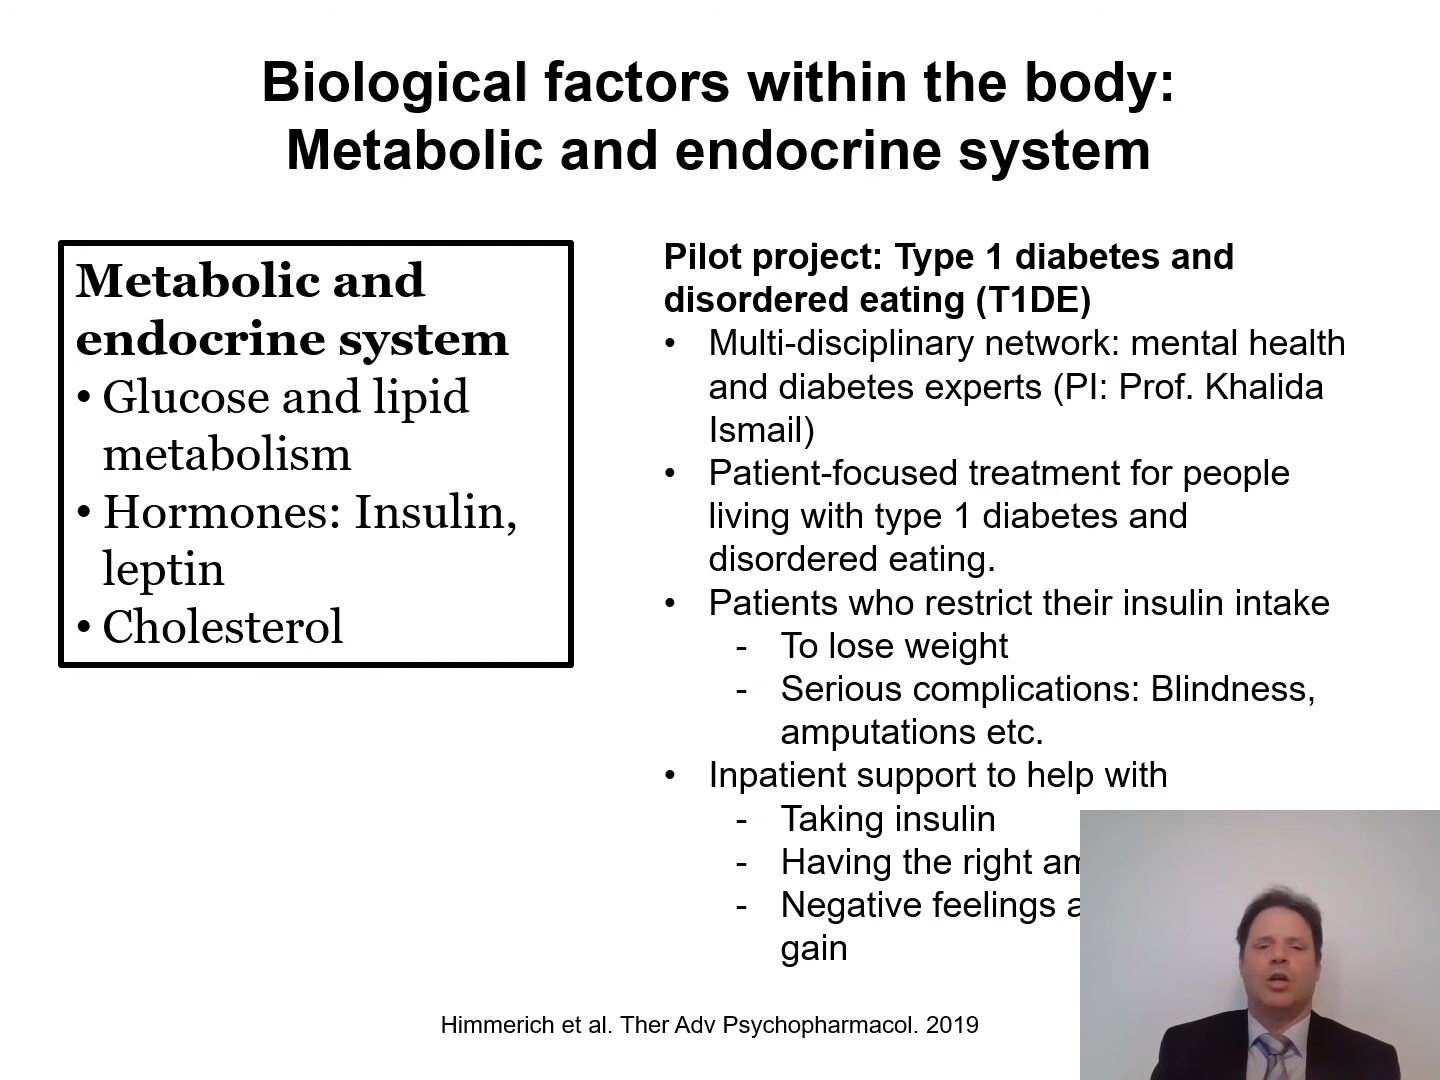 Biological factors within the body:
Metabolic and endocrine system
Metabolic and
endocrine system
• Glucose and lipid
metabolism
• Hormones: Insulin,
leptin
• Cholesterol
Pilot project: Type 1 diabetes and
disordered eating (T1DE)
• Multi-disciplinary network: mental health
and diabetes experts (PI: Prof. Khalida
Ismail)
• Patient-focused treatment for people
living with type 1 diabetes and
disordered eating.
• Patients who restrict their insulin intake
- To lose weight
- Serious complications: Blindness,
amputations etc.
• Inpatient support to help with
- Taking insulin
- Having the right
- Negative feelings
gain
Himmerich et al. Ther Adv Psychopharmacol. 2019